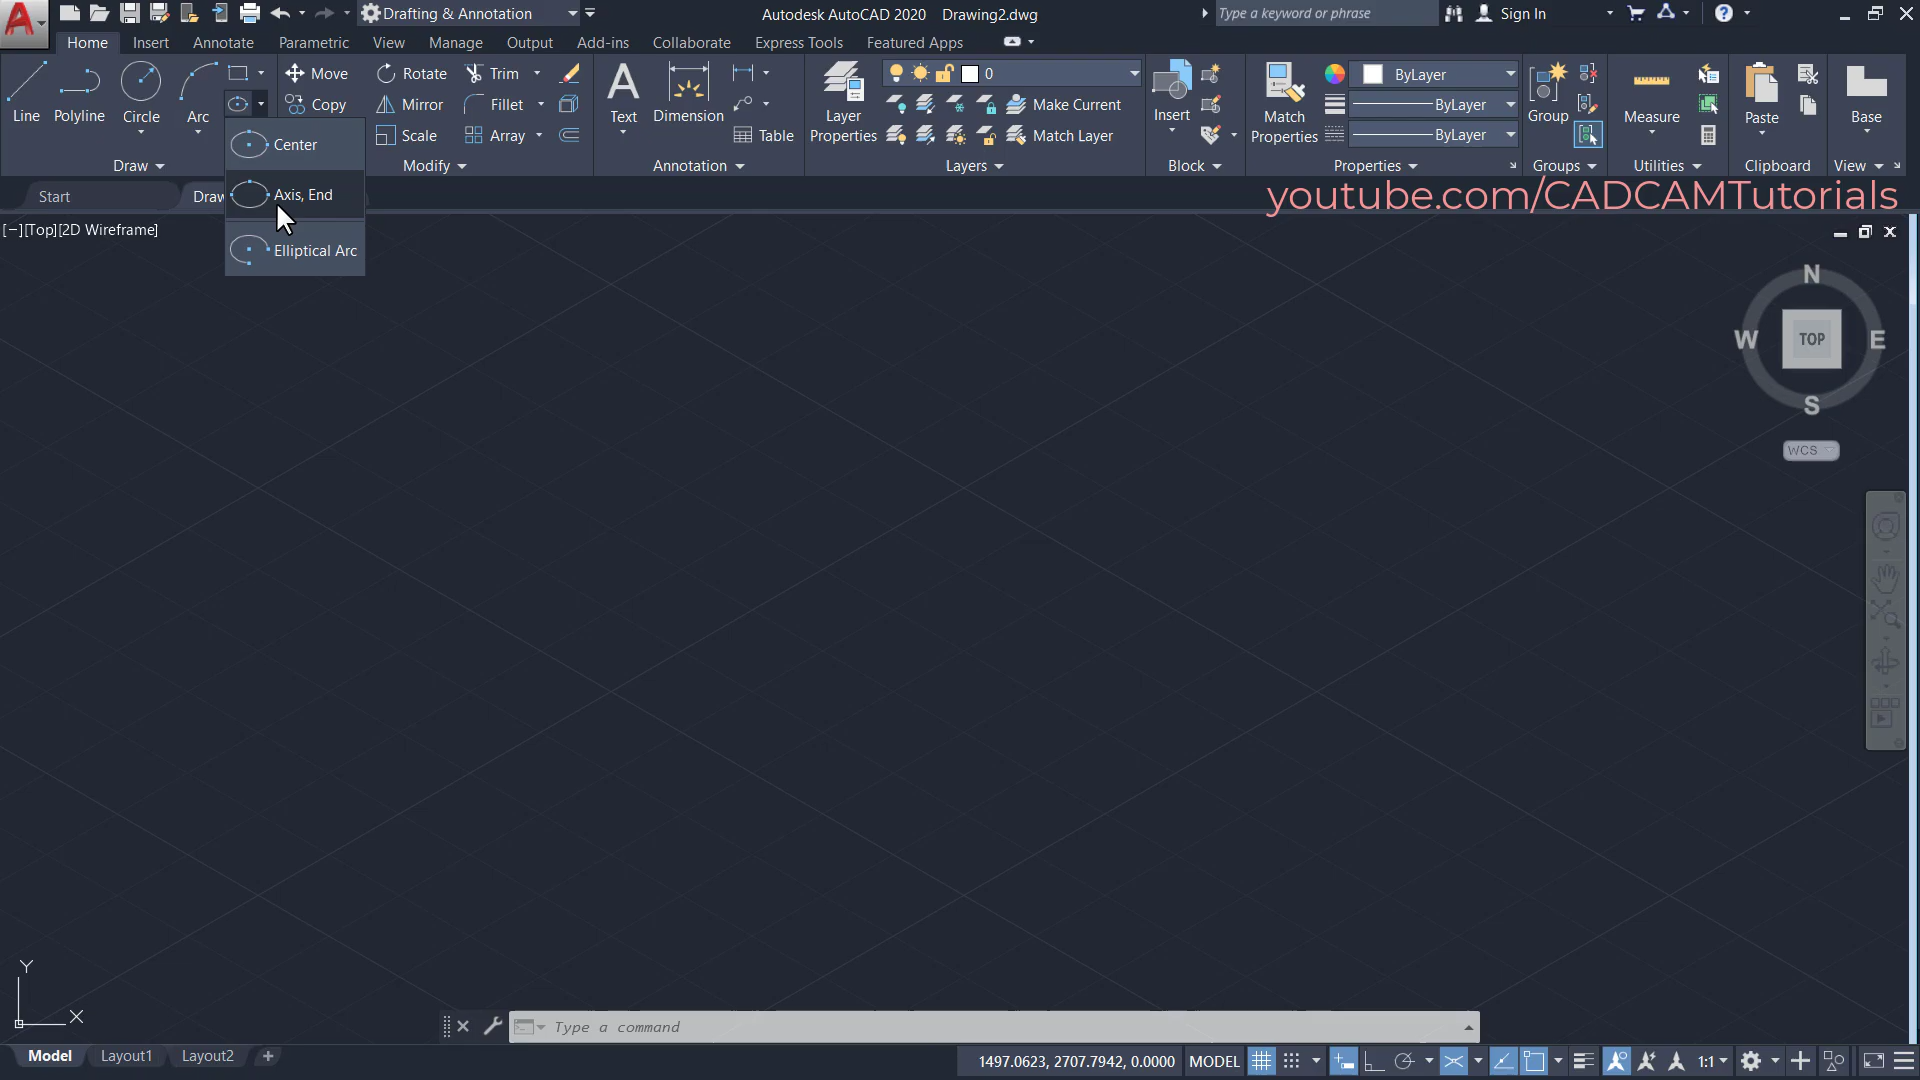 Drafting & Annotation
Autodesk AutoCAD 2020 Drawing2.dwg
Type a keyword or phrase
Sign In
Home Insert Annotate Parametric View Manage Output Add-ins Collaborate Express Tools Featured Apps
Line Polyline Circle Arc
Move Rotate Trim
Copy Mirror Fillet
Scale Array
Text Dimension Table
Layer Properties
0
Make Current
Match Layer
Insert
Match Properties
ByLayer
ByLayer
ByLayer
Group Measure Paste Base
Draw Modify Annotation Layers Block Properties Groups Utilities Clipboard View
Center
Axis, End
Elliptical Arc
Start Draw
youtube.com/CADCAMTutorials
[−][Top][2D Wireframe]
N
W TOP E
S
WCS
Y
X
Type a command
Model Layout1 Layout2
1497.0623, 2707.7942, 0.0000 MODEL 1:1